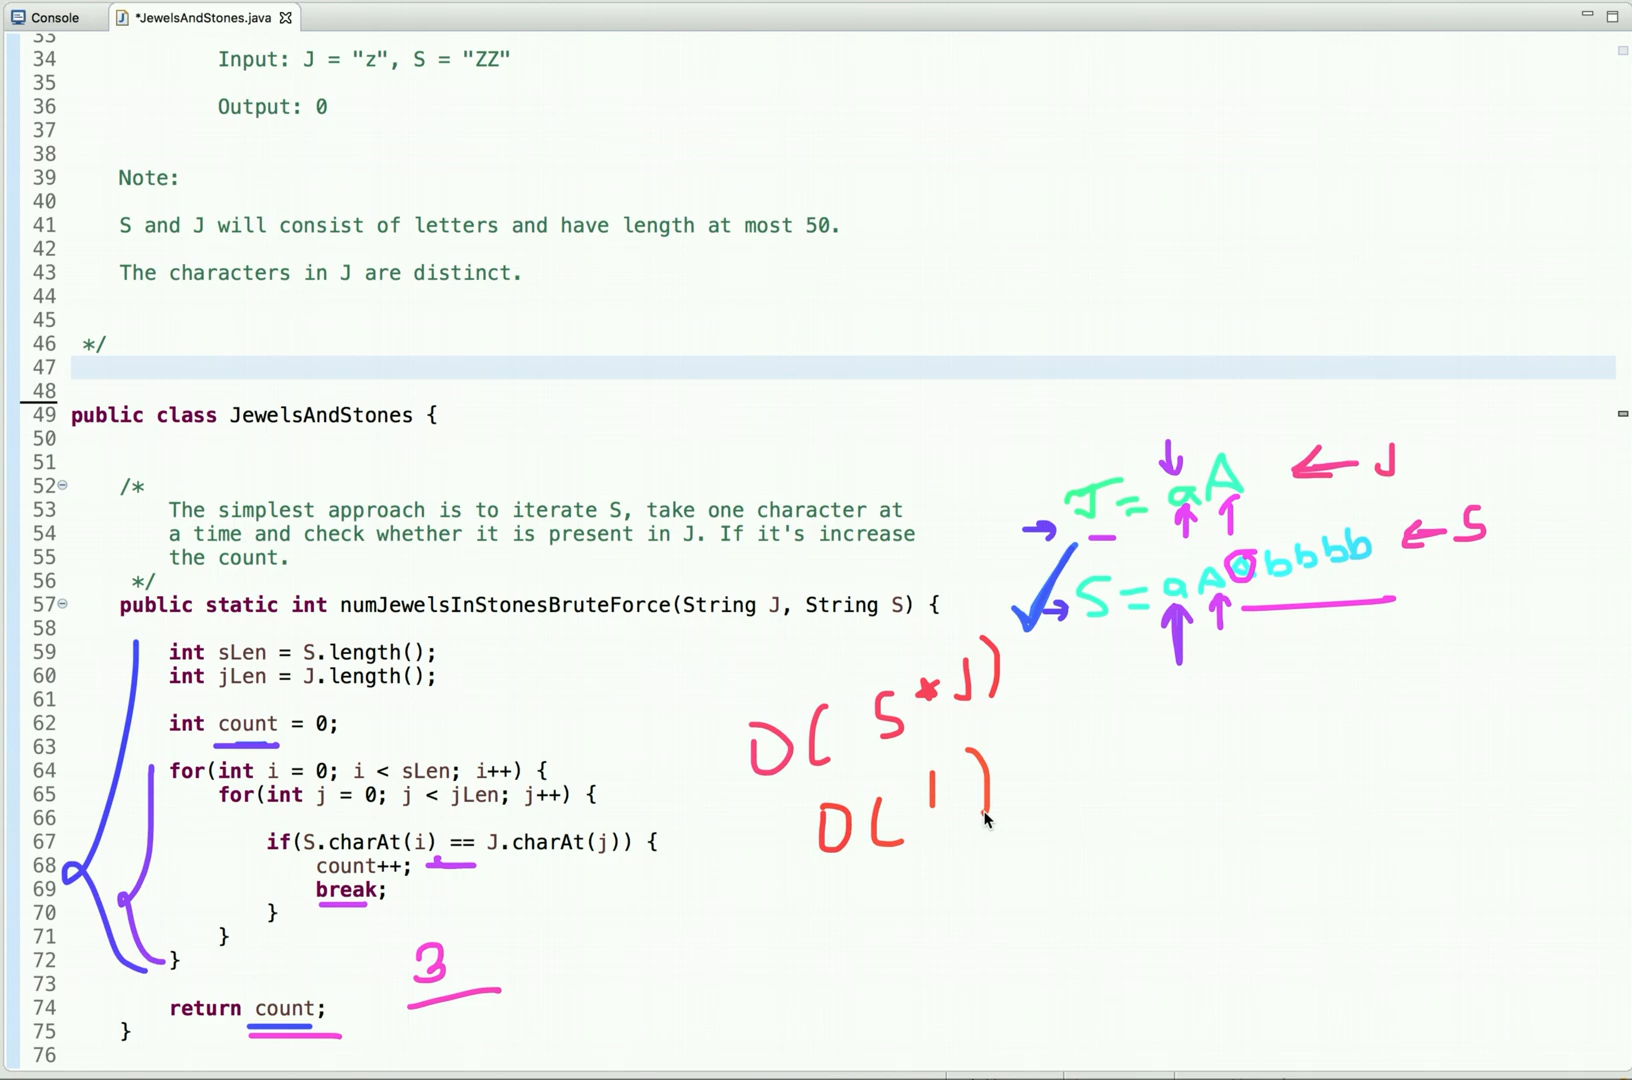 Console
*JewelsAndStones.java
33
34 Input: J = "z", S = "ZZ"
35
36 Output: 0
37
38
39 Note:
40
41 S and J will consist of letters and have length at most 50.
42
43 The characters in J are distinct.
44
45
46 */
47
48
49 public class JewelsAndStones {
50
51
52 /*
53 The simplest approach is to iterate S, take one character at
54 a time and check whether it is present in J. If it's increase
55 the count.
56 */
57 public static int numJewelsInStonesBruteForce(String J, String S) {
58
59 int sLen = S.length();
60 int jLen = J.length();
61
62 int count = 0;
63
64 for(int i = 0; i < sLen; i++) {
65 for(int j = 0; j < jLen; j++) {
66
67 if(S.charAt(i) == J.charAt(j)) {
68 count++;
69 break;
70 }
71 }
72 }
73
74 return count;
75 }
76
J = aA ← J
S = aAabbbb ← S
O( S * J )
O( 1 )
3